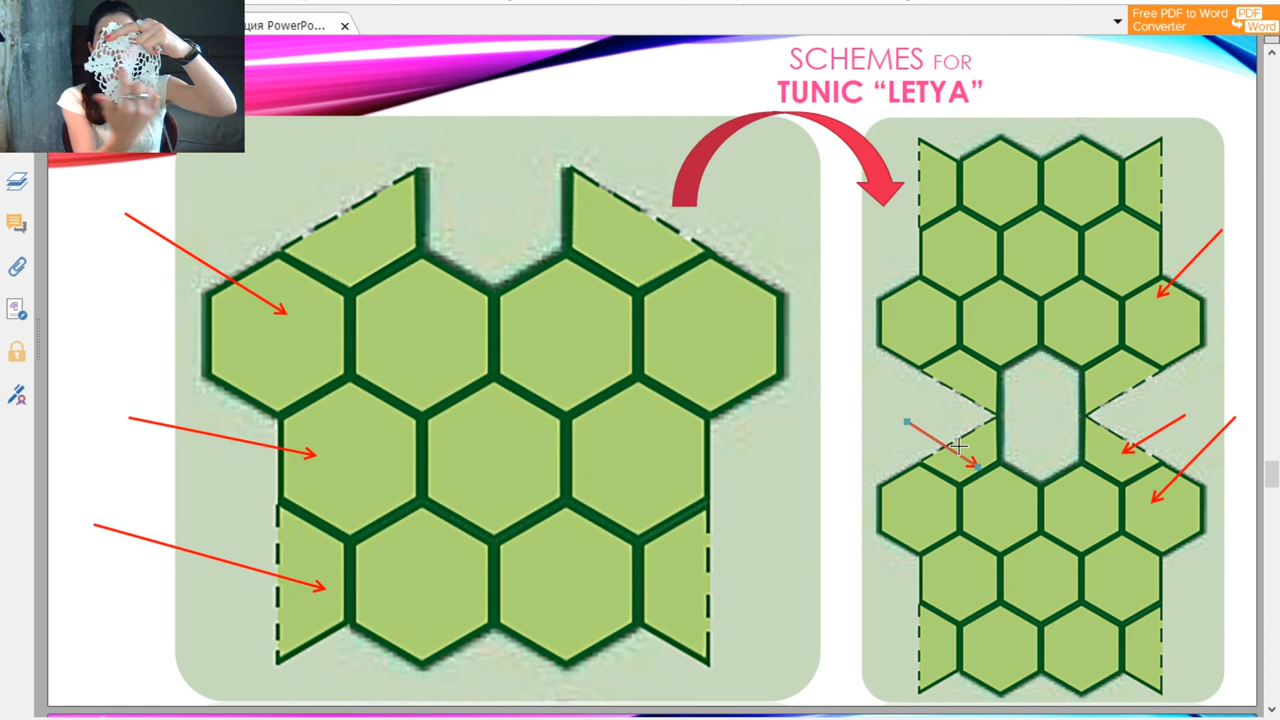 ция PowerPo...
Free PDF to Word
Converter
PDF
Word
SCHEMES FOR
TUNIC “LETYA”